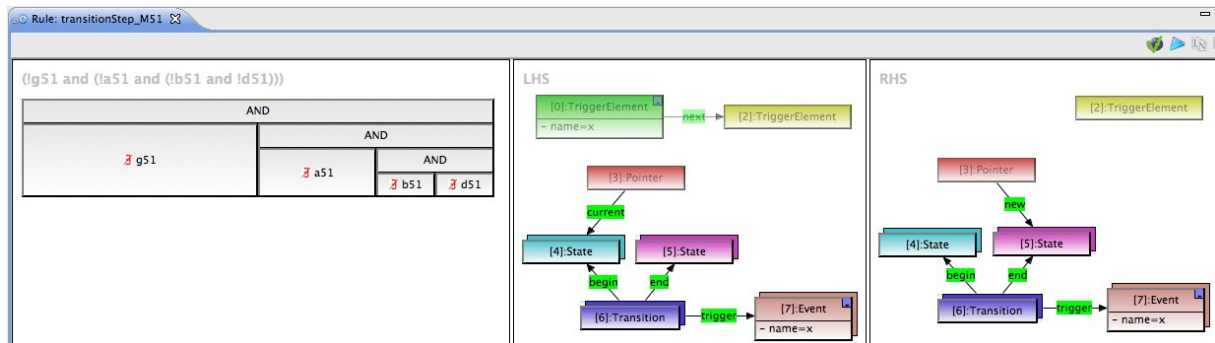 Rule: transitionStep_M51
(!g51 and (!a51 and (!b51 and !d51)))
AND
AND
AND
g51
a51
b51
d51
LHS
[0]:TriggerElement
- name=x
next
[2]:TriggerElement
[3]:Pointer
current
[4]:State
[5]:State
begin
end
[6]:Transition
trigger
[7]:Event
- name=x
RHS
[2]:TriggerElement
[3]:Pointer
new
[4]:State
[5]:State
begin
end
[6]:Transition
trigger
[7]:Event
- name=x